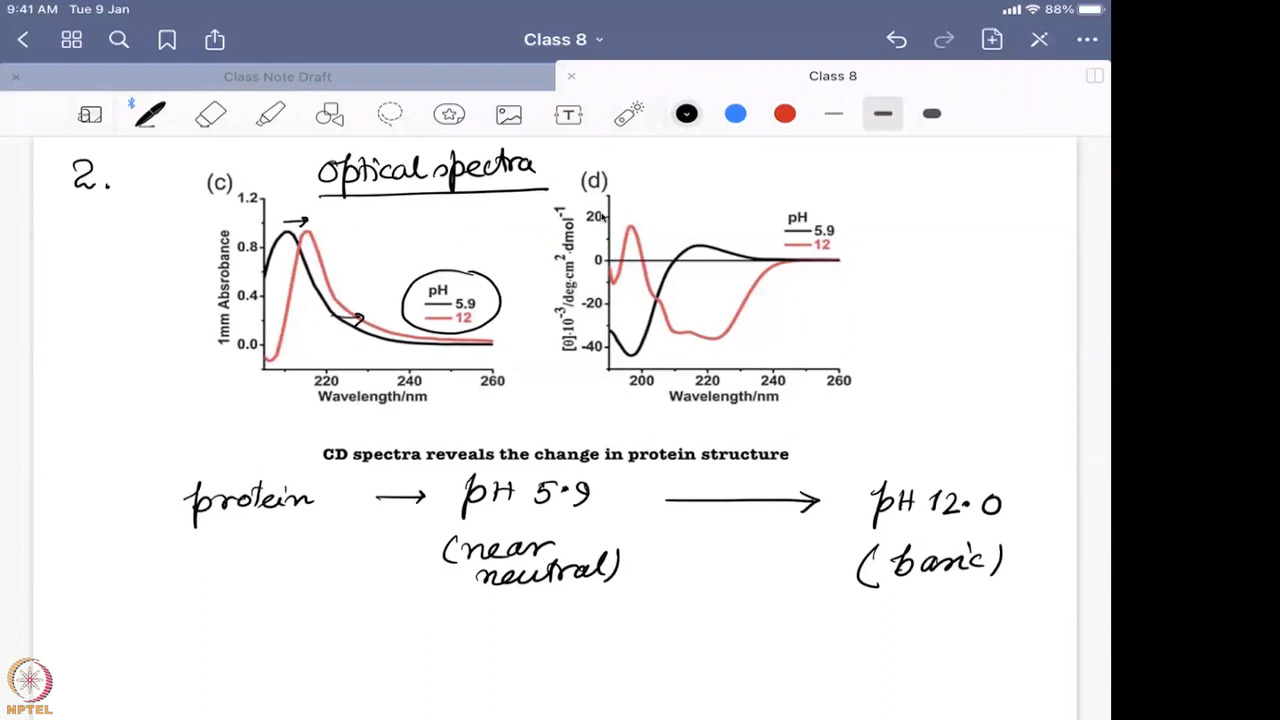 9:41 AM Tue 9 Jan
88%
Class 8
Class Note Draft
Class 8
T
2.
Optical spectra
(c)
1.2
0.8
0.4
0.0
1mm Absrobance
pH
5.9
12
220 240 260
Wavelength/nm
(d)
20
0
-20
-40
[θ]·10⁻³/deg·cm²·dmol⁻¹
pH
5.9
12
200 220 240 260
Wavelength/nm
CD spectra reveals the change in protein structure
protein → pH 5.9 → pH 12.0
(near neutral) (basic)
NPTEL